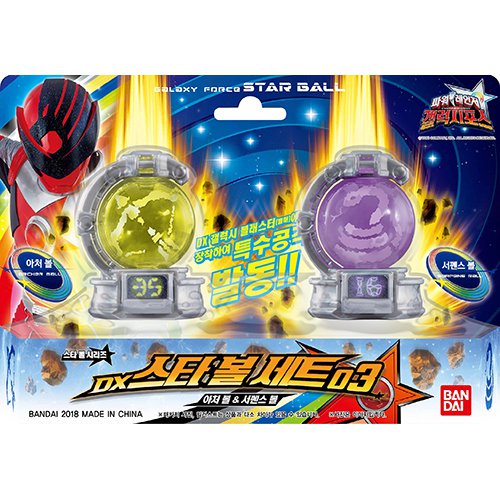 GALAXY FORCE STAR BALL
파워레인저
갤럭시포스
DX 갤럭시 블래스터(별매)에
장착하여 특수공격
발동!!
아처 볼
ARCHER BALL
서펜스 볼
35
16
스타 볼 시리즈
DX 스타 볼 세트 03
아처 볼 & 서펜스 볼
BANDAI 2018 MADE IN CHINA
BAN
DAI